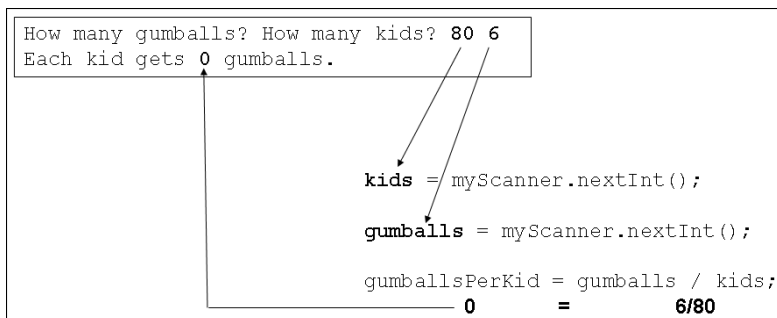 How many gumballs? How many kids? 80 6
Each kid gets 0 gumballs.
kids = myScanner.nextInt();
gumballs = myScanner.nextInt();
gumballsPerKid = gumballs / kids;
0 = 6/80